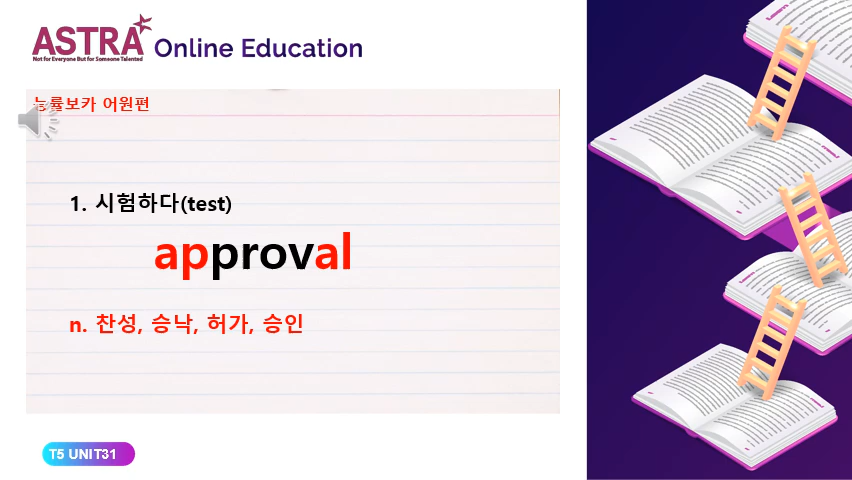 ASTRA
Not for Everyone But for Someone Talented
Online Education
능률보카 어원편
1. 시험하다(test)
approval
n. 찬성, 승낙, 허가, 승인
T5 UNIT31